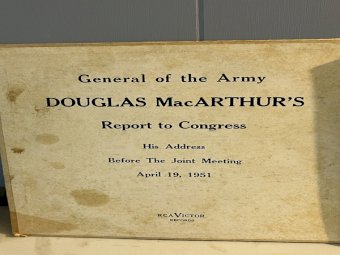 General of the Army
DOUGLAS MacARTHUR'S
Report to Congress
His Address
Before The Joint Meeting
April 19, 1951
RCA VICTOR
RECORDS